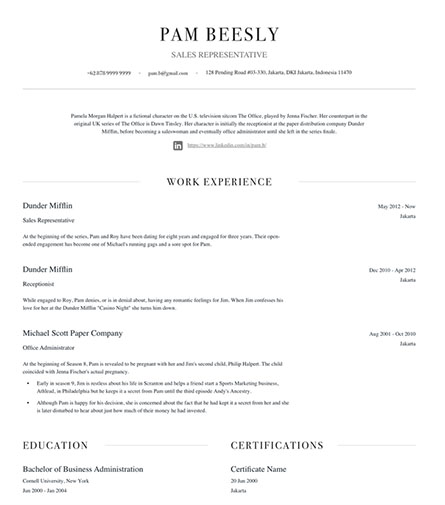 PAM BEESLY
SALES REPRESENTATIVE
+62.878.9999.9999 - pam.b@gmail.com - 128 Pending Road #03-330, Jakarta, DKI Jakarta, Indonesia 11470
Pamela Morgan Halpert is a fictional character on the U.S. television sitcom The Office, played by Jenna Fischer. Her counterpart in the
original UK series of The Office is Dawn Tinsley. Her character is initially the receptionist at the paper distribution company Dunder
Mifflin, before becoming a saleswoman and eventually office administrator until she left in the series finale.
in https://www.linkedin.com/in/pam.b/
WORK EXPERIENCE
Dunder Mifflin May 2012 - Now
Sales Representative Jakarta
At the beginning of the series, Pam and Roy have been dating for eight years and engaged for three years. Their open-
ended engagement has become one of Michael's running gags and a sore spot for Pam.
Dunder Mifflin Dec 2010 - Apr 2012
Receptionist Jakarta
While engaged to Roy, Pam denies, or is in denial about, having any romantic feelings for Jim. When Jim confesses his
love for her at the Dunder Mifflin "Casino Night" she turns him down.
Michael Scott Paper Company Aug 2001 - Oct 2010
Office Administrator Jakarta
At the beginning of Season 8, Pam is revealed to be pregnant with her and Jim's second child, Philip Halpert. The child
coincided with Jenna Fischer's actual pregnancy.
• Early in season 9, Jim is restless about his life in Scranton and helps a friend start a Sports Marketing business,
Athlead, in Philadelphia but he keeps it a secret from Pam until the third episode Andy's Ancestry.
• Although Pam is happy for his decision, she is concerned about the fact that he had kept it a secret from her and she
is later disturbed to hear about just how much of their money he had invested.
EDUCATION
Bachelor of Business Administration
Cornell University, New York
Jun 2000 - Jan 2004
CERTIFICATIONS
Certificate Name
20 Jun 2000
Jakarta